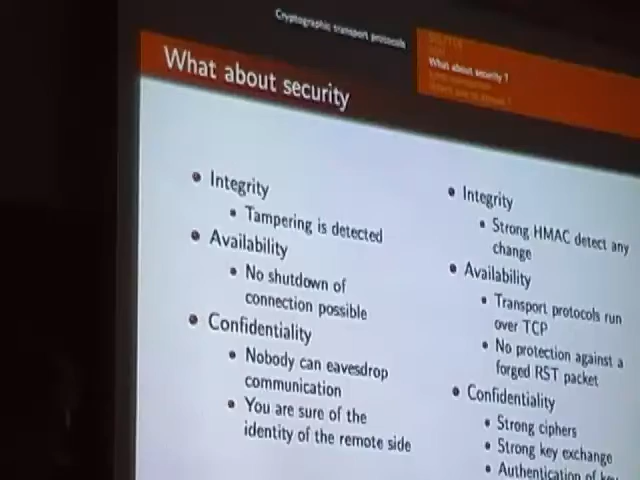 Cryptographic transport protocols
What about security ?
What about security
• Integrity
• Tampering is detected
• Availability
• No shutdown of
connection possible
• Confidentiality
• Nobody can eavesdrop
communication
• You are sure of the
identity of the remote side
• Integrity
• Strong HMAC detect any
change
• Availability
• Transport protocols run
over TCP
• No protection against a
forged RST packet
• Confidentiality
• Strong ciphers
• Strong key exchange
• Authentication of